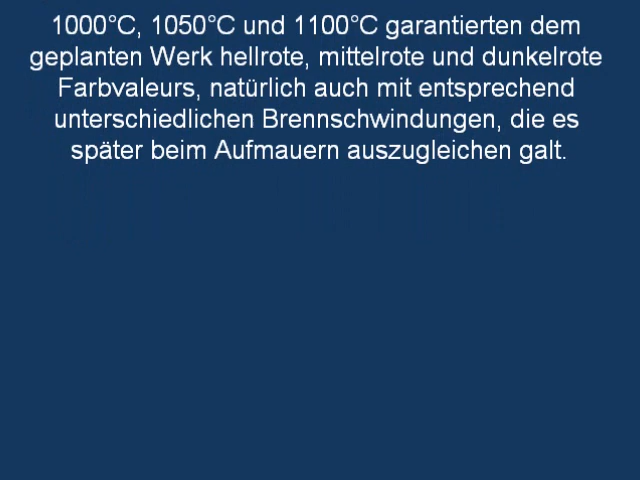 1000°C, 1050°C und 1100°C garantierten dem
geplanten Werk hellrote, mittelrote und dunkelrote
Farbvaleurs, natürlich auch mit entsprechend
unterschiedlichen Brennschwindungen, die es
später beim Aufmauern auszugleichen galt.